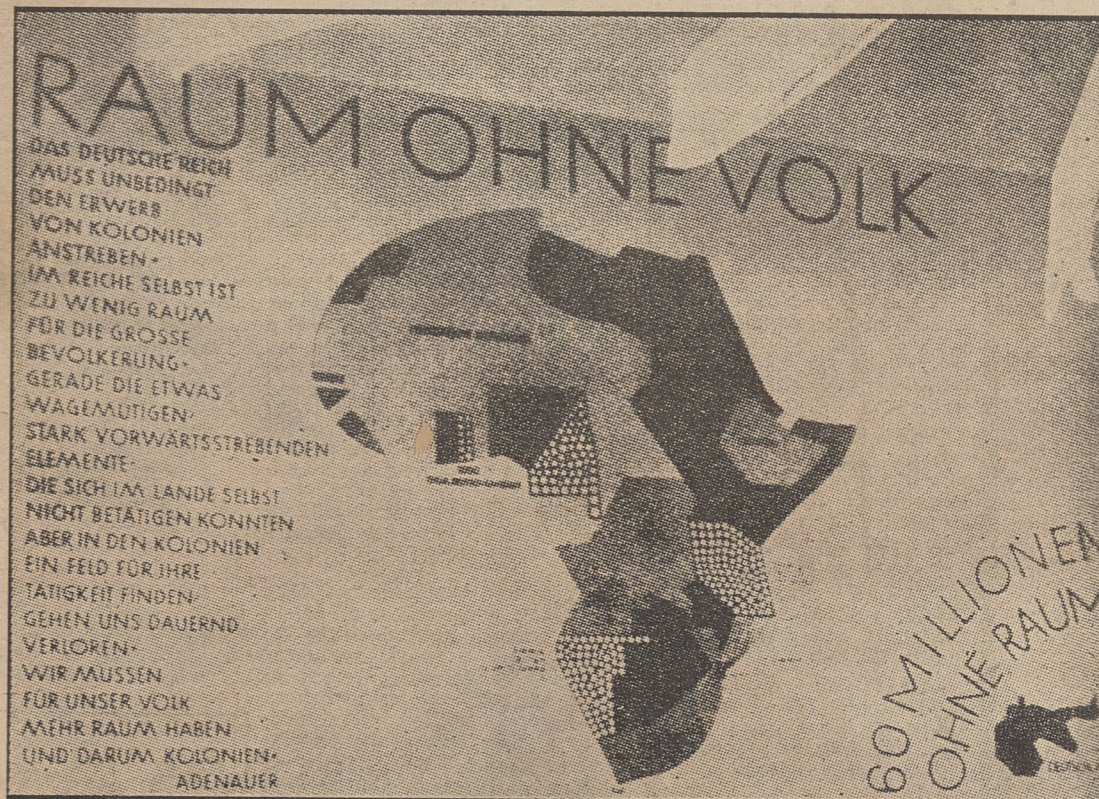 RAUM OHNE VOLK
DAS DEUTSCHE REICH
MUSS UNBEDINGT
DEN ERWERB
VON KOLONIEN
ANSTREBEN·
IM REICHE SELBST IST
ZU WENIG RAUM
FÜR DIE GROSSE
BEVOLKERUNG·
GERADE DIE ETWAS
WAGEMUTIGEN·
STARK VORWÄRTSSTREBENDEN
ELEMENTE·
DIE SICH IM LANDE SELBST
NICHT BETÄTIGEN KONNTEN
ABER IN DEN KOLONIEN
EIN FELD FÜR IHRE
TÄTIGKEIT FINDEN·
GEHEN UNS DAUERND
VERLOREN·
WIR MUSSEN
FÜR UNSER VOLK
MEHR RAUM HABEN
UND DARUM KOLONIEN·
ADENAUER
60 MILLIONEN
OHNE RAUM